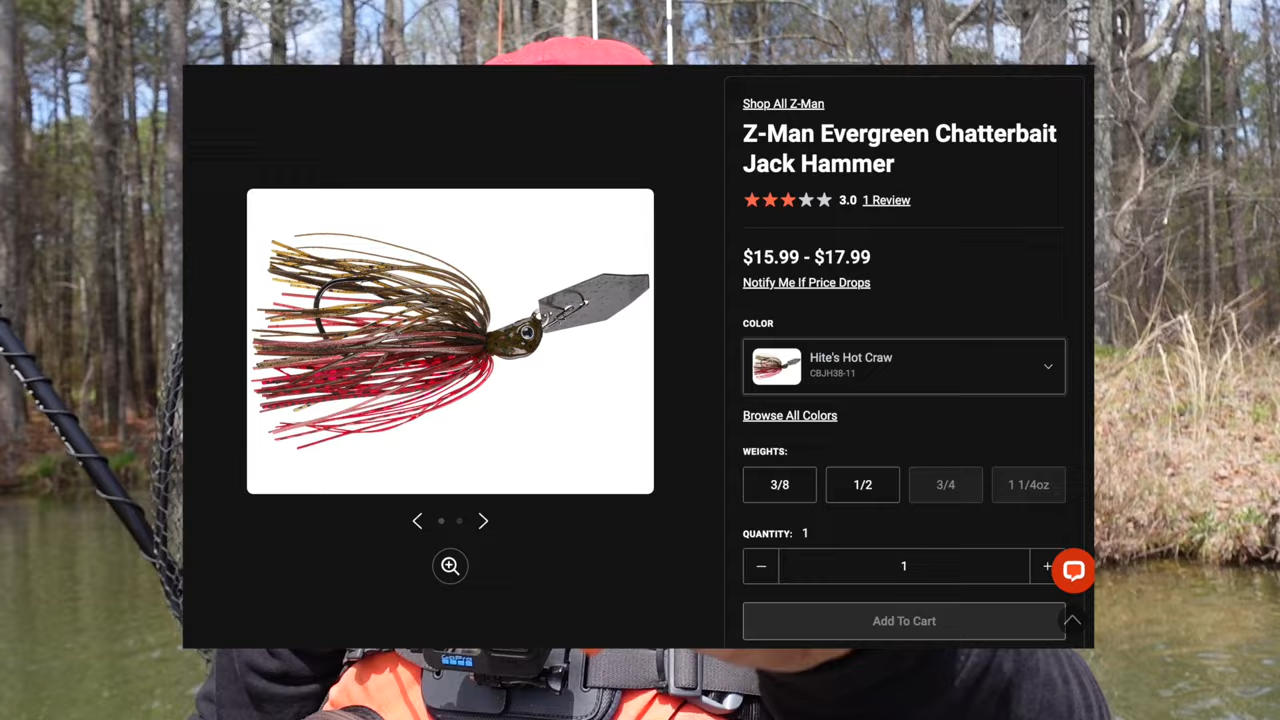 Shop All Z-Man
Z-Man Evergreen Chatterbait
Jack Hammer
3.0 1 Review
$15.99 - $17.99
Notify Me If Price Drops
COLOR
Hite's Hot Craw
CBJH38-11
Browse All Colors
WEIGHTS:
3/8 1/2 3/4 1 1/4oz
QUANTITY: 1
− 1 +
Add To Cart
GoPro